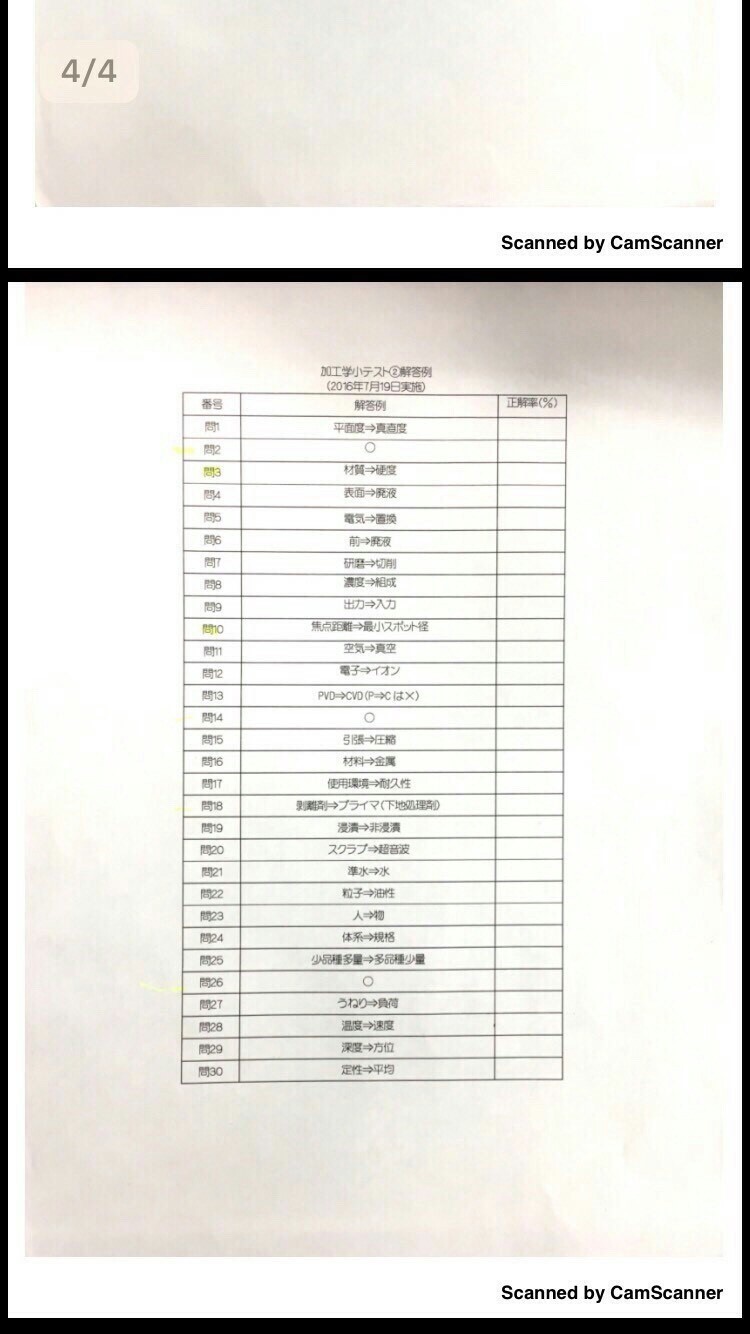 4/4
Scanned by CamScanner
加工学小テスト②解答例
(2016年7月19日実施)
番号 解答例 正解率(%)
問1 平面度⇒真直度
問2 ○
問3 材質⇒硬度
問4 表面⇒廃液
問5 電気⇒置換
問6 前⇒廃液
問7 研磨⇒切削
問8 濃度⇒組成
問9 出力⇒入力
問10 焦点距離⇒最小スポット径
問11 空気⇒真空
問12 電子⇒イオン
問13 PVD⇒CVD(P⇒Cは×)
問14 ○
問15 引張⇒圧縮
問16 材料⇒金属
問17 使用環境⇒耐久性
問18 剥離剤⇒プライマ(下地処理剤)
問19 浸漬⇒非浸漬
問20 スクラブ⇒超音波
問21 準水⇒水
問22 粒子⇒油性
問23 人⇒物
問24 体系⇒規格
問25 少品種多量⇒多品種少量
問26 ○
問27 うねり⇒負荷
問28 温度⇒速度
問29 深度⇒方位
問30 定性⇒平均
Scanned by CamScanner